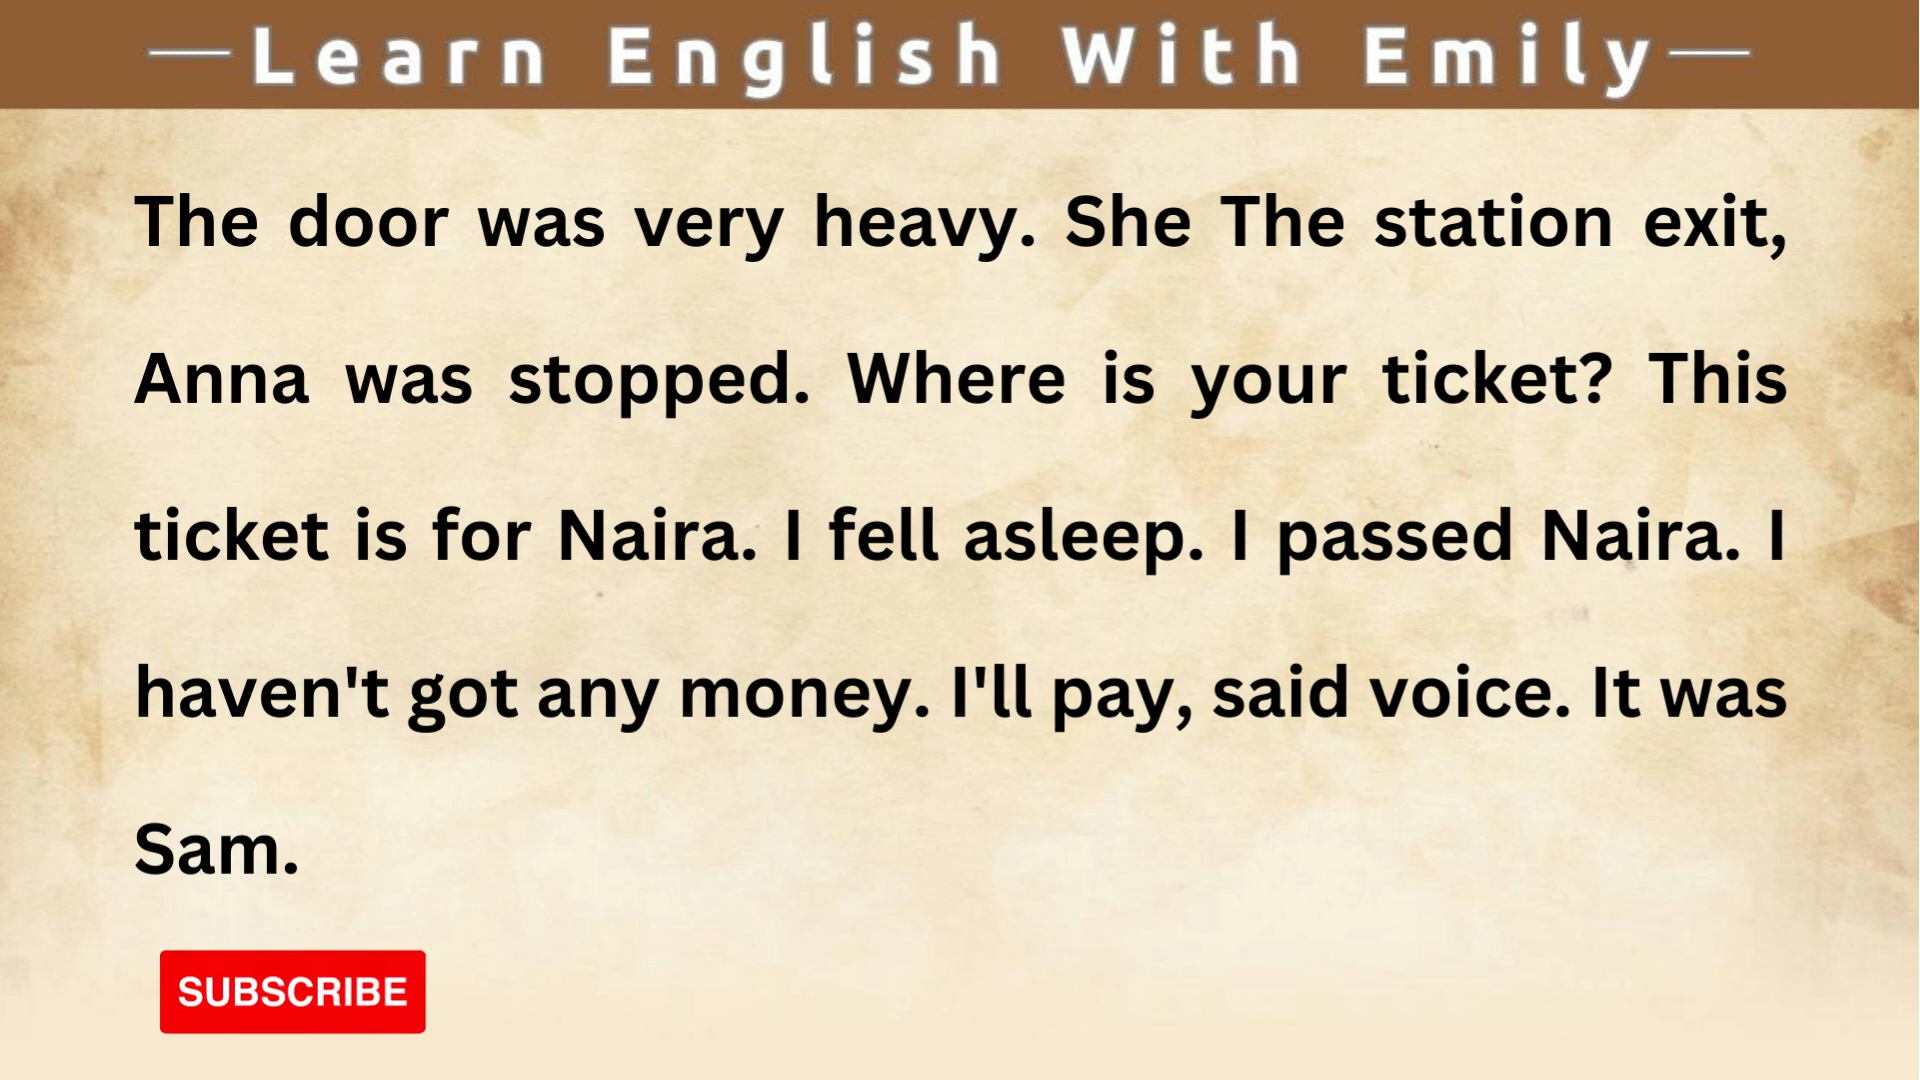 Learn English With Emily
The door was very heavy. She The station exit,
Anna was stopped. Where is your ticket? This
ticket is for Naira. I fell asleep. I passed Naira. I
haven't got any money. I'll pay, said voice. It was
Sam.
SUBSCRIBE